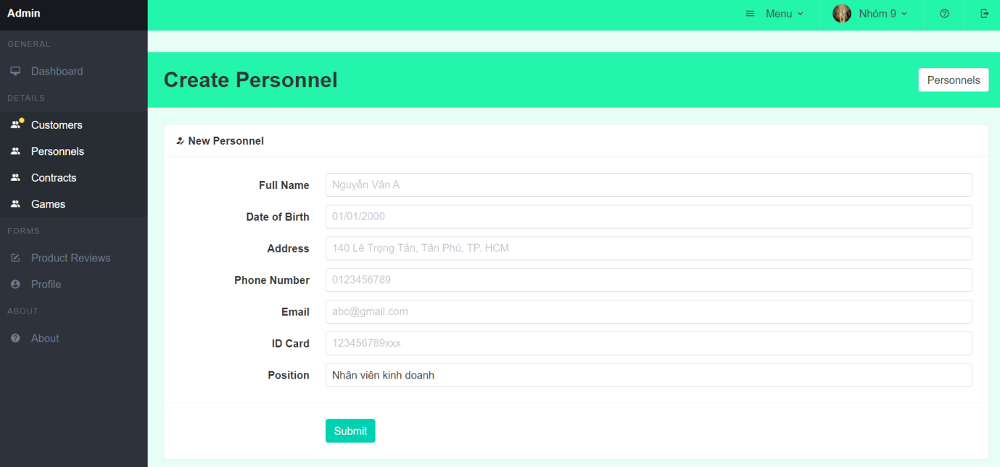 Admin
Menu
Nhóm 9
GENERAL
Dashboard
DETAILS
Customers
Personnels
Contracts
Games
FORMS
Product Reviews
Profile
ABOUT
About
Create Personnel
Personnels
New Personnel
Full Name
Nguyễn Văn A
Date of Birth
01/01/2000
Address
140 Lê Trọng Tấn, Tân Phú, TP. HCM
Phone Number
0123456789
Email
abc@gmail.com
ID Card
123456789xxx
Position
Nhân viên kinh doanh
Submit